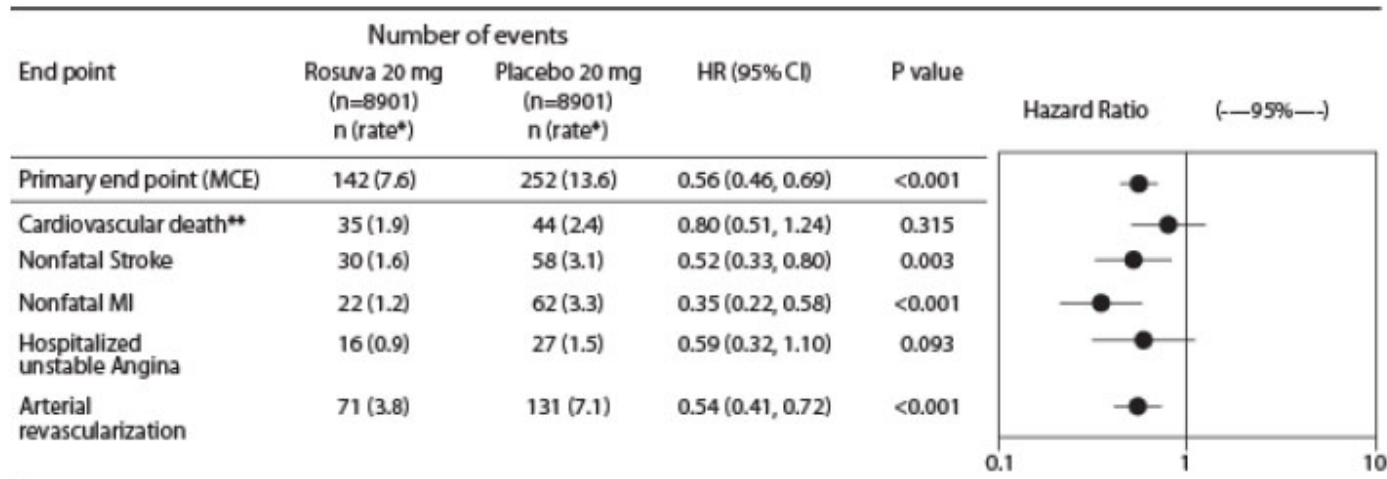 Number of events
End point Rosuva 20 mg Placebo 20 mg HR (95% CI) P value
(n=8901) (n=8901)
n (rate*) n (rate*)
Hazard Ratio (-—95%—-)
Primary end point (MCE) 142 (7.6) 252 (13.6) 0.56 (0.46, 0.69) <0.001
Cardiovascular death** 35 (1.9) 44 (2.4) 0.80 (0.51, 1.24) 0.315
Nonfatal Stroke 30 (1.6) 58 (3.1) 0.52 (0.33, 0.80) 0.003
Nonfatal MI 22 (1.2) 62 (3.3) 0.35 (0.22, 0.58) <0.001
Hospitalized
unstable Angina 16 (0.9) 27 (1.5) 0.59 (0.32, 1.10) 0.093
Arterial 71 (3.8) 131 (7.1) 0.54 (0.41, 0.72) <0.001
revascularization
0.1 1 10